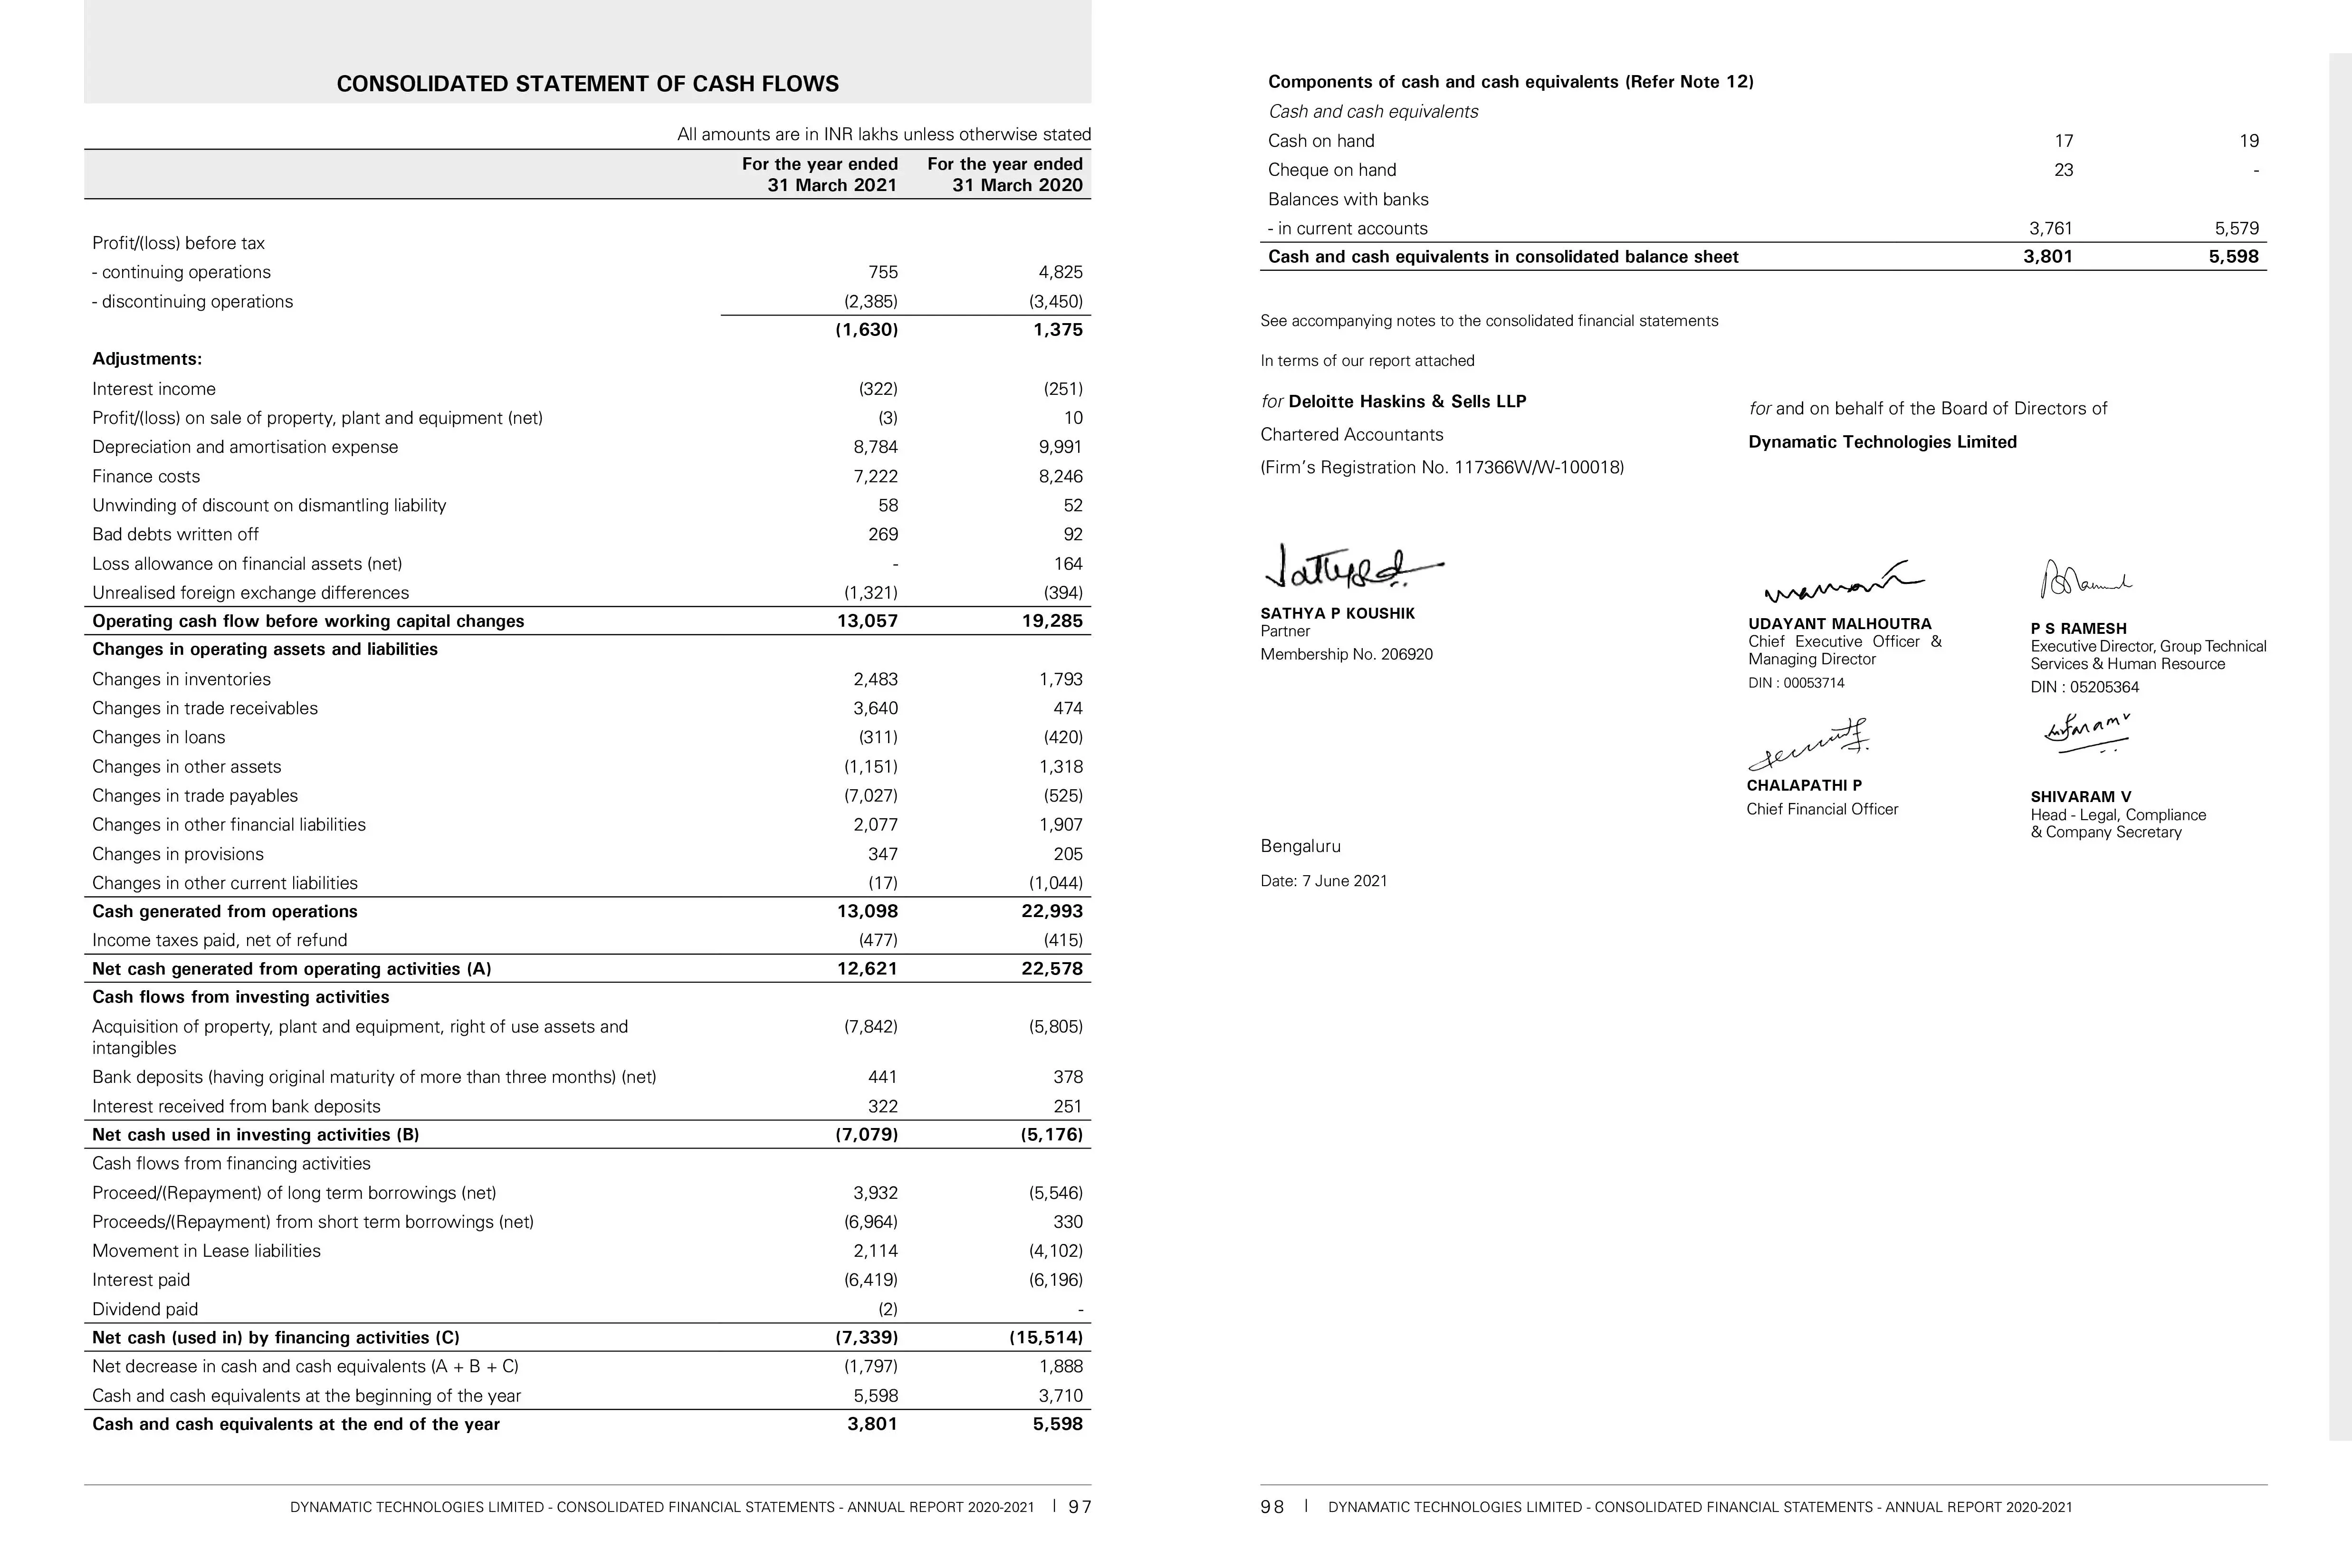 CONSOLIDATED STATEMENT OF CASH FLOWS
All amounts are in INR lakhs unless otherwise stated
For the year ended For the year ended
31 March 2021 31 March 2020
Profit/(loss) before tax
- continuing operations 755 4,825
- discontinuing operations (2,385) (3,450)
(1,630) 1,375
Adjustments:
Interest income (322) (251)
Profit/(loss) on sale of property, plant and equipment (net) (3) 10
Depreciation and amortisation expense 8,784 9,991
Finance costs 7,222 8,246
Unwinding of discount on dismantling liability 58 52
Bad debts written off 269 92
Loss allowance on financial assets (net) - 164
Unrealised foreign exchange differences (1,321) (394)
Operating cash flow before working capital changes 13,057 19,285
Changes in operating assets and liabilities
Changes in inventories 2,483 1,793
Changes in trade receivables 3,640 474
Changes in loans (311) (420)
Changes in other assets (1,151) 1,318
Changes in trade payables (7,027) (525)
Changes in other financial liabilities 2,077 1,907
Changes in provisions 347 205
Changes in other current liabilities (17) (1,044)
Cash generated from operations 13,098 22,993
Income taxes paid, net of refund (477) (415)
Net cash generated from operating activities (A) 12,621 22,578
Cash flows from investing activities
Acquisition of property, plant and equipment, right of use assets and (7,842) (5,805)
intangibles
Bank deposits (having original maturity of more than three months) (net) 441 378
Interest received from bank deposits 322 251
Net cash used in investing activities (B) (7,079) (5,176)
Cash flows from financing activities
Proceed/(Repayment) of long term borrowings (net) 3,932 (5,546)
Proceeds/(Repayment) from short term borrowings (net) (6,964) 330
Movement in Lease liabilities 2,114 (4,102)
Interest paid (6,419) (6,196)
Dividend paid (2) -
Net cash (used in) by financing activities (C) (7,339) (15,514)
Net decrease in cash and cash equivalents (A + B + C) (1,797) 1,888
Cash and cash equivalents at the beginning of the year 5,598 3,710
Cash and cash equivalents at the end of the year 3,801 5,598
DYNAMATIC TECHNOLOGIES LIMITED - CONSOLIDATED FINANCIAL STATEMENTS - ANNUAL REPORT 2020-2021 | 97
Components of cash and cash equivalents (Refer Note 12)
Cash and cash equivalents
Cash on hand 17 19
Cheque on hand 23 -
Balances with banks
- in current accounts 3,761 5,579
Cash and cash equivalents in consolidated balance sheet 3,801 5,598
See accompanying notes to the consolidated financial statements
In terms of our report attached
for Deloitte Haskins & Sells LLP
Chartered Accountants
(Firm's Registration No. 117366W/W-100018)
for and on behalf of the Board of Directors of
Dynamatic Technologies Limited
SATHYA P KOUSHIK
Partner
Membership No. 206920
UDAYANT MALHOUTRA
Chief Executive Officer &
Managing Director
DIN : 00053714
P S RAMESH
Executive Director, Group Technical
Services & Human Resource
DIN : 05205364
CHALAPATHI P
Chief Financial Officer
SHIVARAM V
Head - Legal, Compliance
& Company Secretary
Bengaluru
Date: 7 June 2021
98 | DYNAMATIC TECHNOLOGIES LIMITED - CONSOLIDATED FINANCIAL STATEMENTS - ANNUAL REPORT 2020-2021